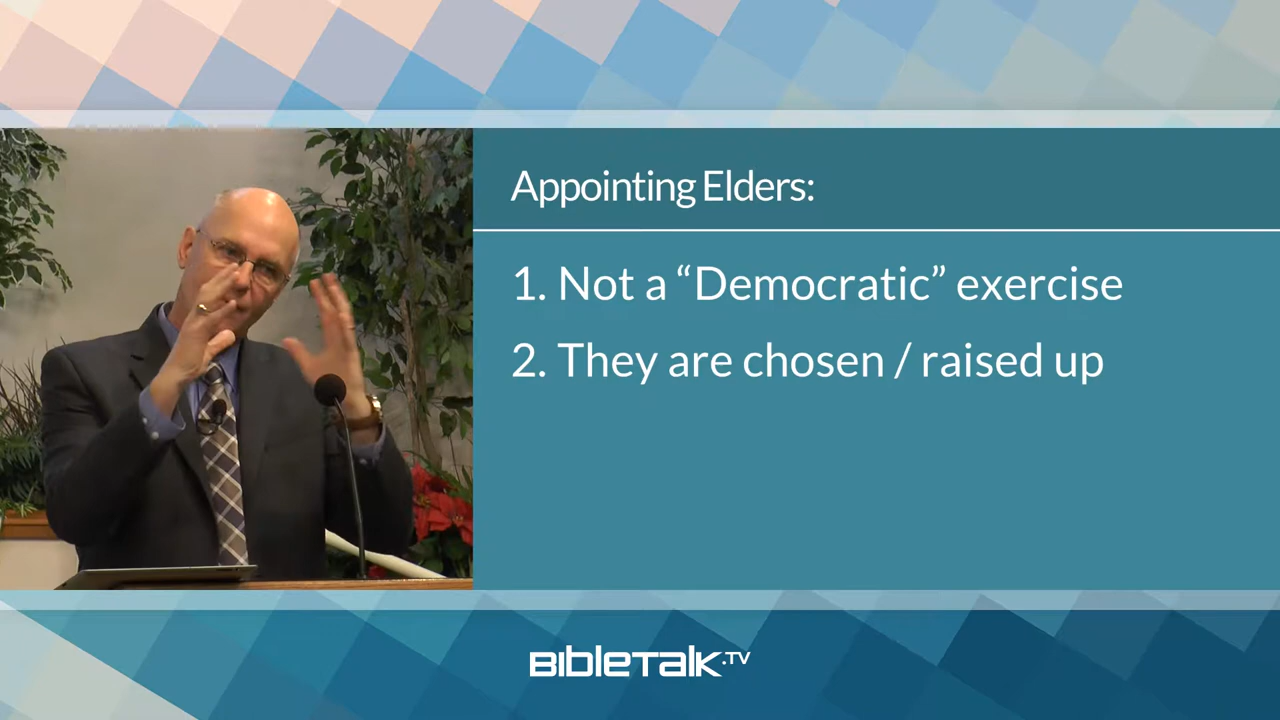 Appointing Elders:
1. Not a “Democratic” exercise
2. They are chosen / raised up
BIBLETALK.TV